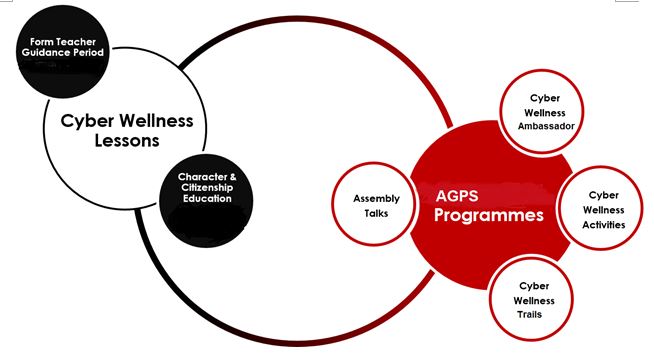 Form Teacher
Guidance Period
Cyber Wellness
Lessons
Character &
Citizenship
Education
Assembly
Talks
AGPS
Programmes
Cyber
Wellness
Ambassador
Cyber
Wellness
Activities
Cyber
Wellness
Trails